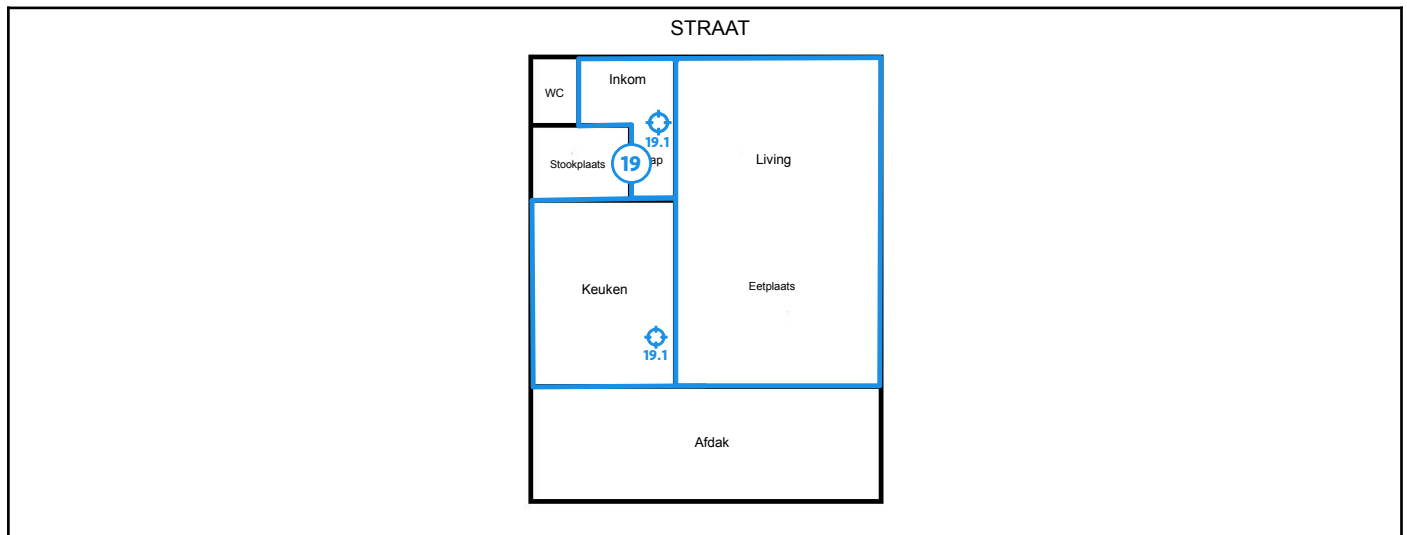 STRAAT
Inkom
WC
19.1
Stookplaats
19
Living
Keuken
Eetplaats
19.1
Afdak